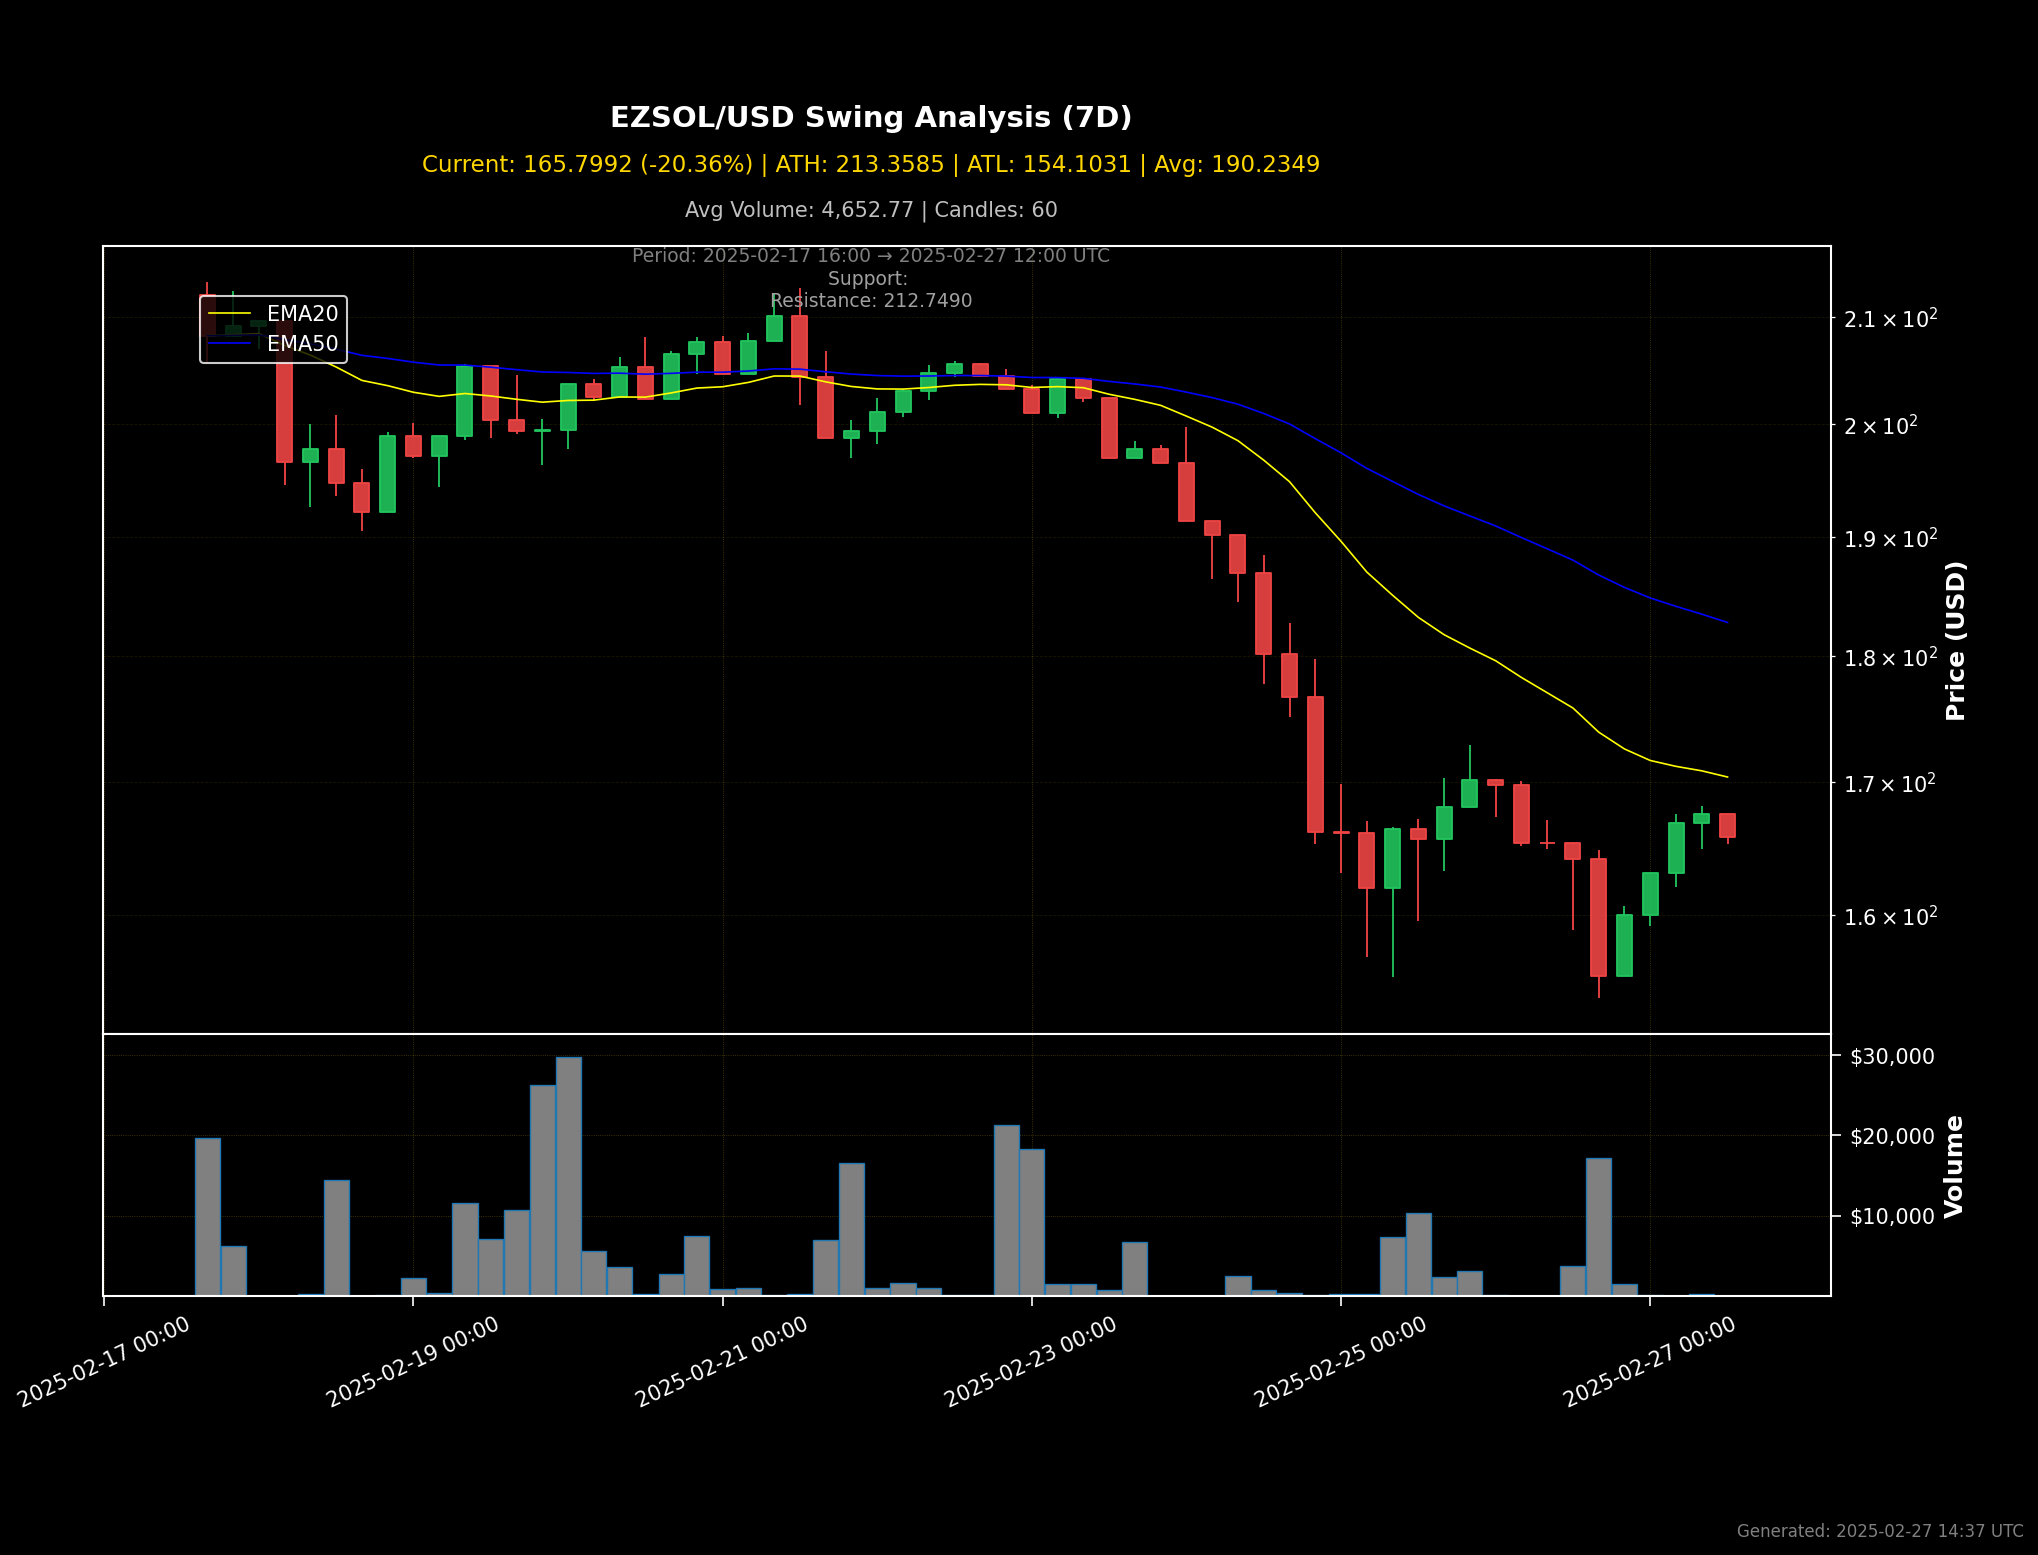 EZSOL/USD Swing Analysis (7D)
Current: 165.7992 (-20.36%) | ATH: 213.3585 | ATL: 154.1031 | Avg: 190.2349
Avg Volume: 4,652.77 | Candles: 60
Period: 2025-02-17 16:00 → 2025-02-27 12:00 UTC
Support:
Resistance: 212.7490
EMA20
EMA50
2.1 × 10²
2 × 10²
1.9 × 10²
1.8 × 10²
1.7 × 10²
1.6 × 10²
Price (USD)
$30,000
$20,000
$10,000
Volume
2025-02-17 00:00
2025-02-19 00:00
2025-02-21 00:00
2025-02-23 00:00
2025-02-25 00:00
2025-02-27 00:00
Generated: 2025-02-27 14:37 UTC